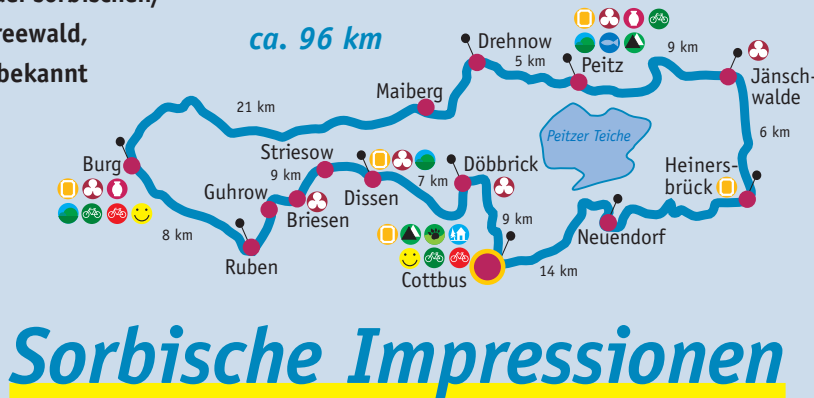 reewald,
bekannt
ca. 96 km
Drehnow
5 km
Peitz
9 km
Jänsch-
walde
Maiberg
21 km
6 km
Peitzer Teiche
Striesow
Burg
9 km
Döbbrick
Heiners-
brück
7 km
Dissen
Guhrow
Briesen
9 km
8 km
Neuendorf
Ruben
Cottbus
14 km
Sorbische Impressionen